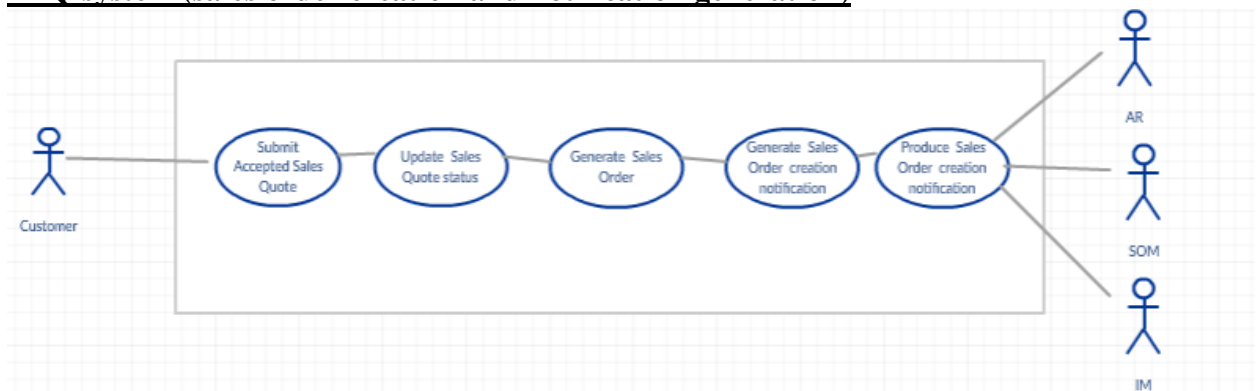 Submit
Accepted Sales
Quote
Update Sales
Quote status
Generate Sales
Order
Generate Sales
Order creation
notification
Produce Sales
Order creation
notification
Customer
AR
SOM
IM